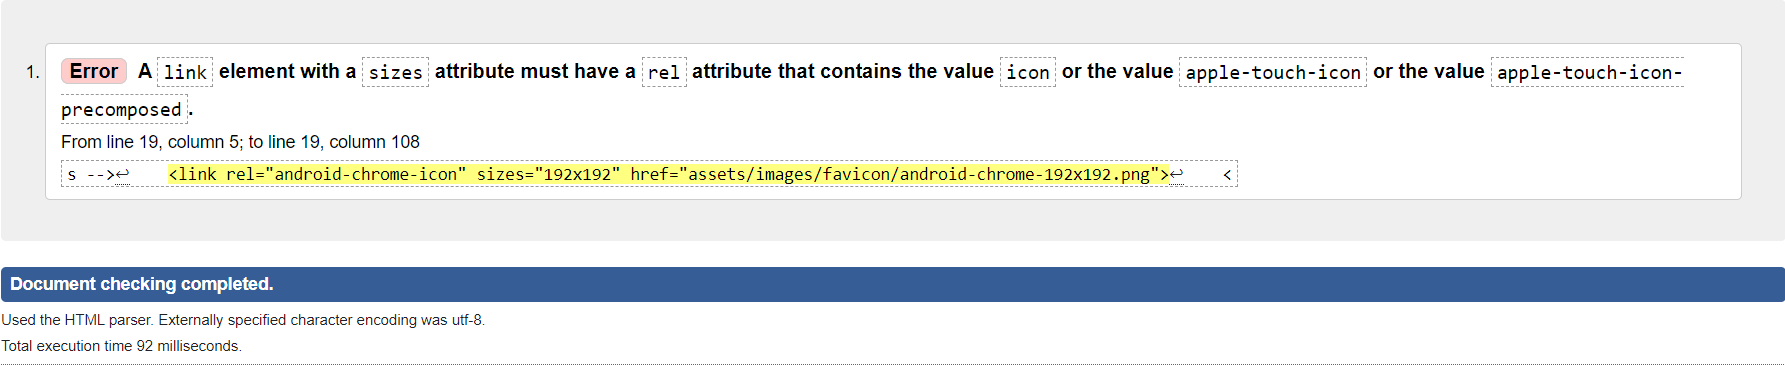 1. Error A link element with a sizes attribute must have a rel attribute that contains the value icon or the value apple-touch-icon or the value apple-touch-icon-
precomposed.
From line 19, column 5; to line 19, column 108
s -->↩    <link rel="android-chrome-icon" sizes="192x192" href="assets/images/favicon/android-chrome-192x192.png">↩    <
Document checking completed.
Used the HTML parser. Externally specified character encoding was utf-8.
Total execution time 92 milliseconds.